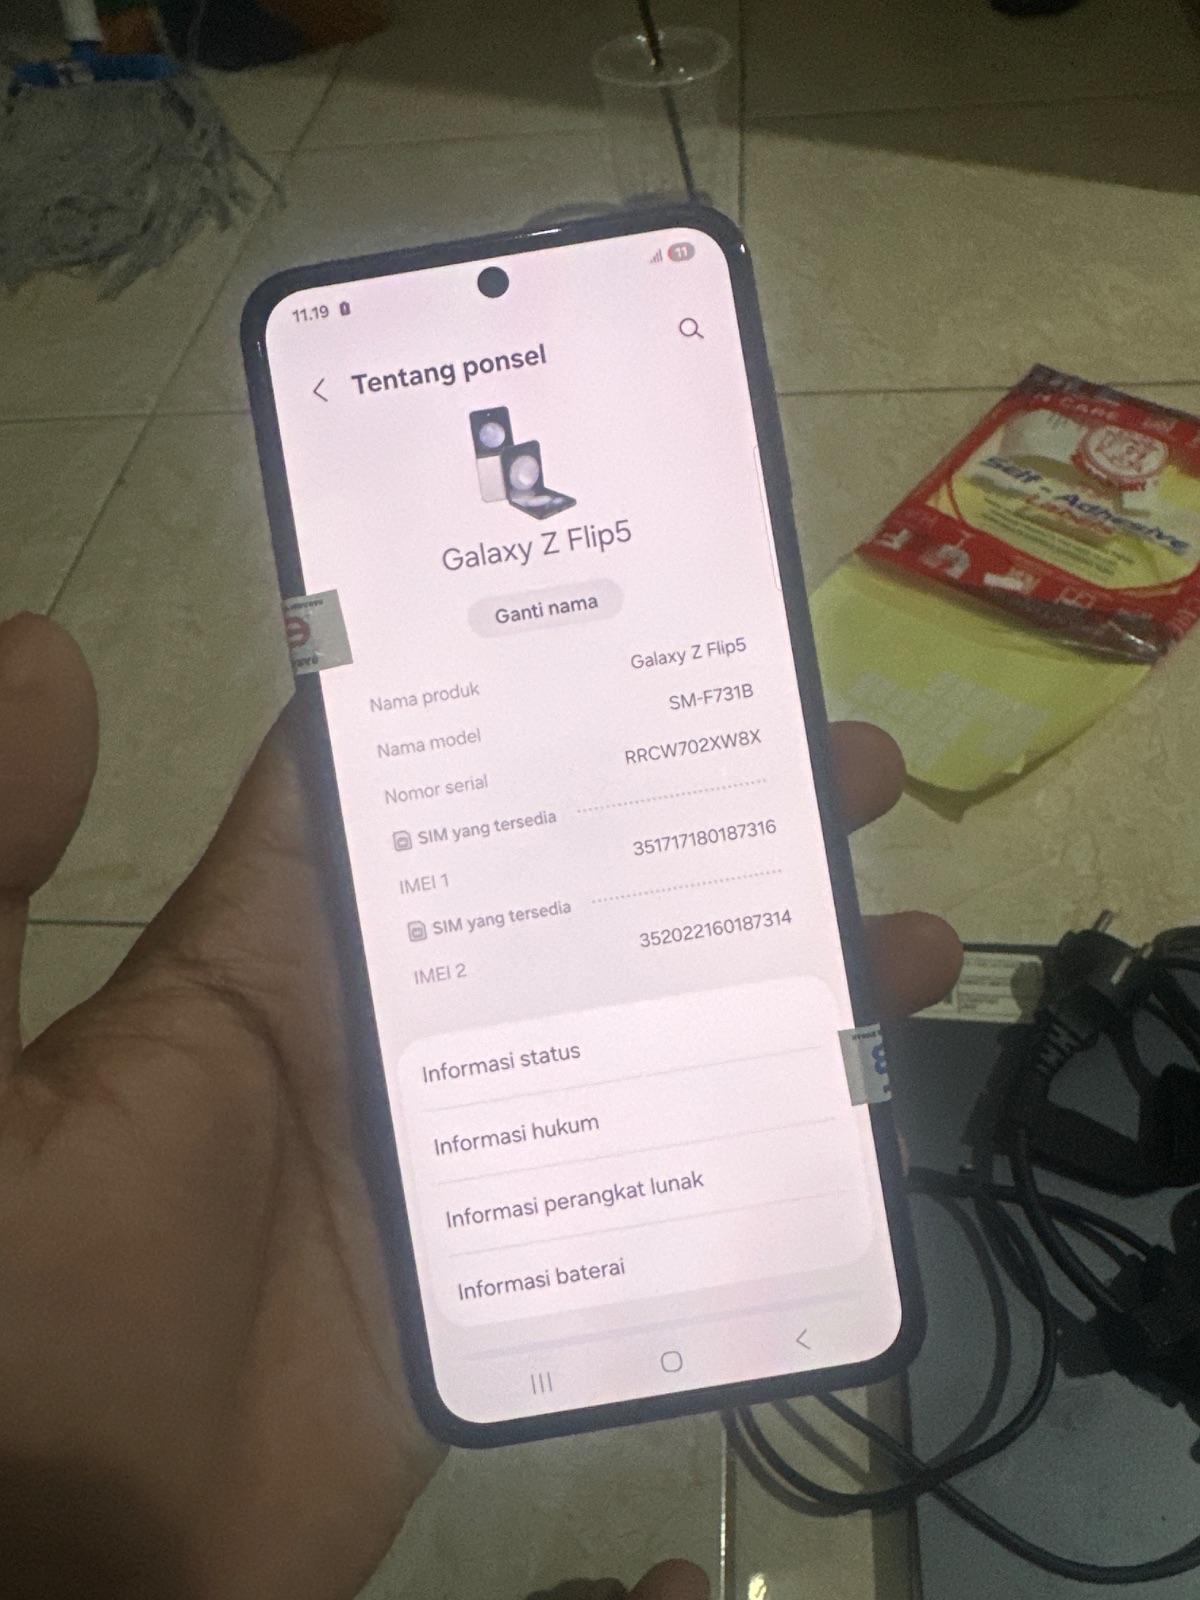 11.19
11
Tentang ponsel
Galaxy Z Flip5
Ganti nama
Nama produk Galaxy Z Flip5
Nama model SM-F731B
Nomor serial RRCW702XW8X
SIM yang tersedia
IMEI 1 351717180187316
SIM yang tersedia
IMEI 2 352022160187314
Informasi status
Informasi hukum
Informasi perangkat lunak
Informasi baterai
Self-Adhesive
Labels